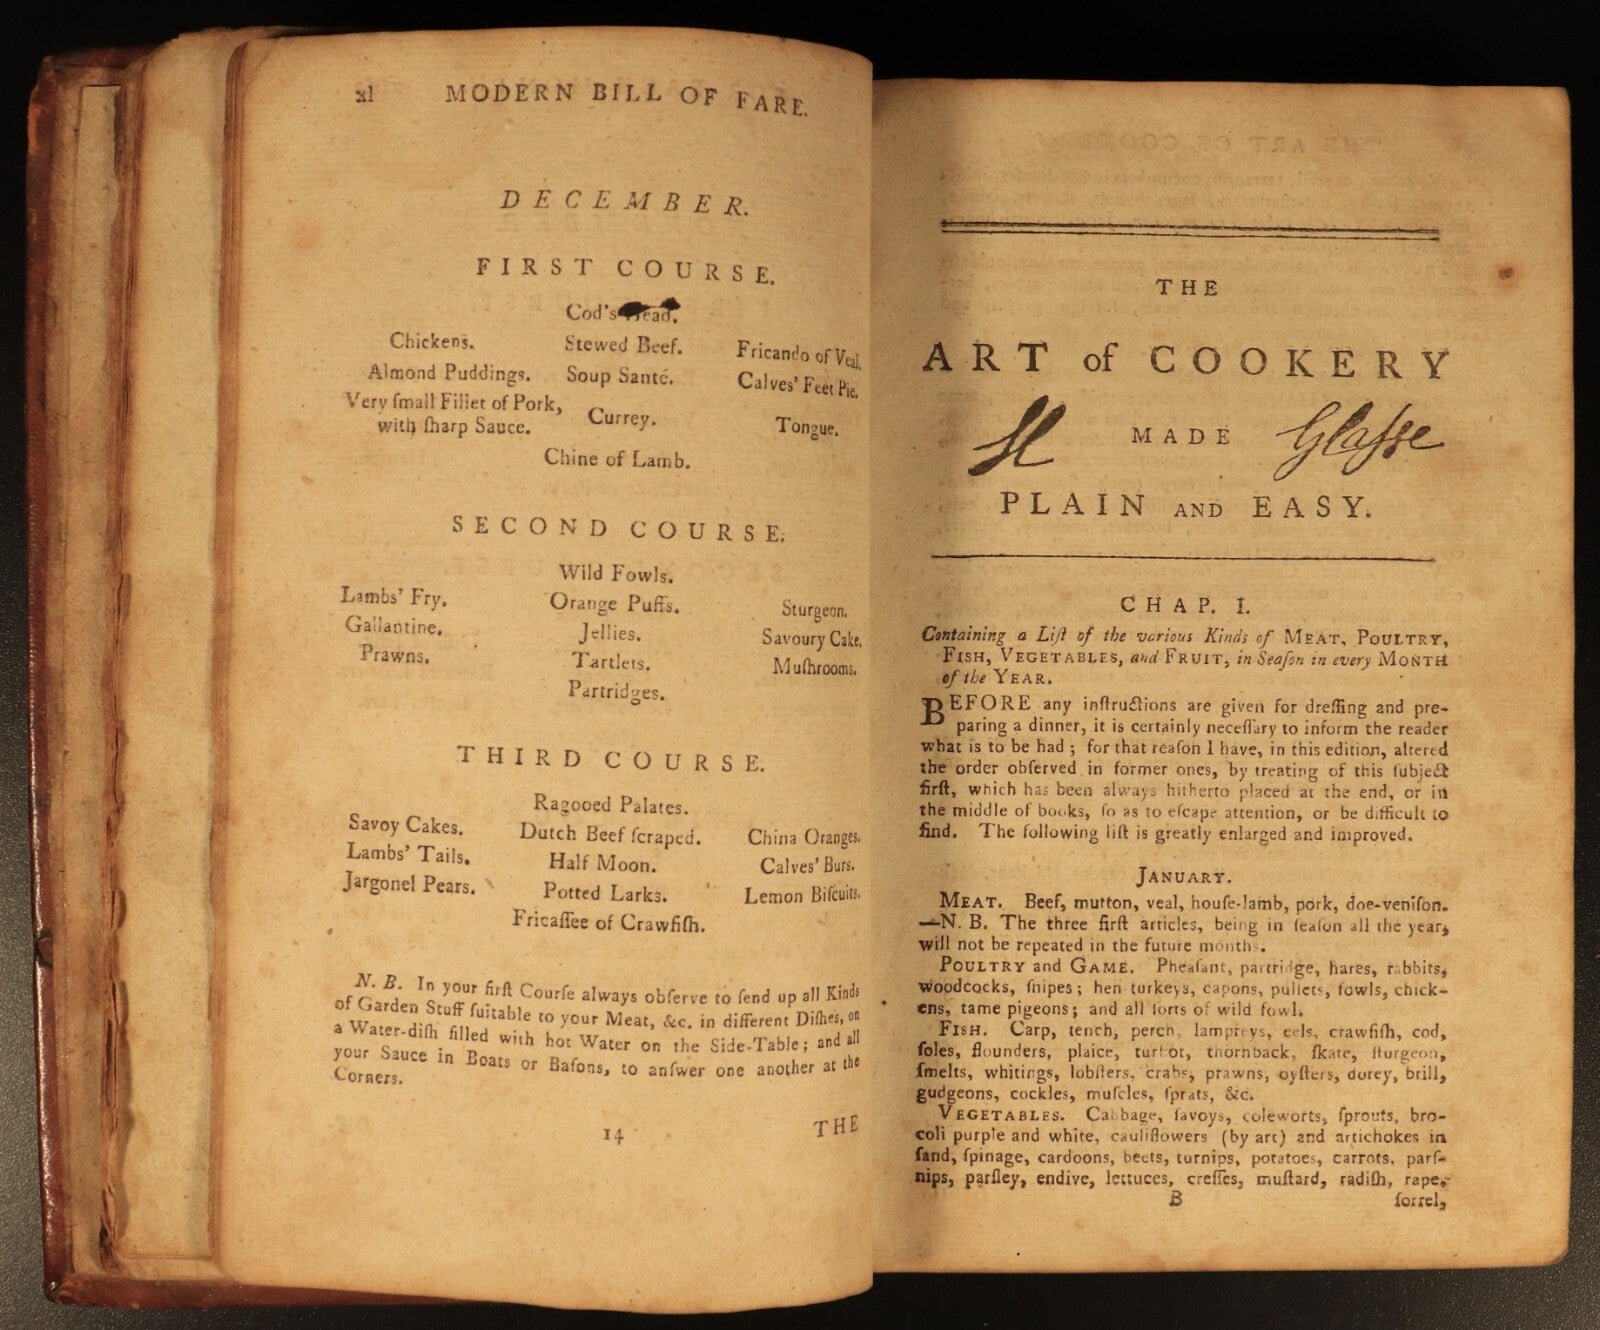 xl MODERN BILL OF FARE.
DECEMBER.
FIRST COURSE.
Cod's Head.
Chickens. Stewed Beef. Fricando of Veal.
Almond Puddings. Soup Santé. Calves' Feet Pie.
Very ſmall Fillet of Pork,
with ſharp Sauce. Currey. Tongue.
Chine of Lamb.
SECOND COURSE.
Wild Fowls.
Lambs' Fry. Orange Puffs. Sturgeon.
Gallantine. Jellies. Savoury Cake.
Prawns. Tartlets. Muſhrooms.
Partridges.
THIRD COURSE.
Ragooed Palates.
Savoy Cakes. Dutch Beef ſcraped. China Oranges.
Lambs' Tails. Half Moon. Calves' Burs.
Jargonel Pears. Potted Larks. Lemon Biſcuits.
Fricaſſee of Crawfiſh.
N. B. In your firſt Courſe always obſerve to ſend up all Kinds
of Garden Stuff ſuitable to your Meat, &c. in different Diſhes, on
a Water-diſh filled with hot Water on the Side-Table; and all
your Sauce in Boats or Baſons, to anſwer one another at the
Corners.
14 THE
THE
ART of COOKERY
H MADE Glaſse
PLAIN AND EASY.
CHAP. I.
Containing a Liſt of the various Kinds of MEAT, POULTRY,
FISH, VEGETABLES, and FRUIT, in Seaſon in every MONTH
of the YEAR.
BEFORE any inſtructions are given for dreſſing and pre-
paring a dinner, it is certainly neceſſary to inform the reader
what is to be had; for that reaſon I have, in this edition, altered
the order obſerved in former ones, by treating of this ſubject
firſt, which has been always hitherto placed at the end, or in
the middle of books, ſo as to eſcape attention, or be difficult to
find. The following liſt is greatly enlarged and improved.
JANUARY.
MEAT. Beef, mutton, veal, houſe-lamb, pork, doe-veniſon.
—N. B. The three firſt articles, being in ſeaſon all the year,
will not be repeated in the future months.
POULTRY and GAME. Pheaſant, partridge, hares, rabbits,
woodcocks, ſnipes; hen turkeys, capons, pullets, fowls, chick-
ens, tame pigeons; and all ſorts of wild fowl.
FISH. Carp, tench, perch, lampreys, eels, crawfiſh, cod,
ſoles, flounders, plaice, turbot, thornback, ſkate, ſturgeon,
ſmelts, whitings, lobſters, crabs, prawns, oyſters, dorey, brill,
gudgeons, cockles, muſcles, ſprats, &c.
VEGETABLES. Cabbage, ſavoys, coleworts, ſprouts, bro-
coli purple and white, cauliflowers (by art) and artichokes in
ſand, ſpinage, cardoons, beets, turnips, potatoes, carrots, parſ-
nips, parſley, endive, lettuces, creſſes, muſtard, radiſh, rape,
B ſorrel,